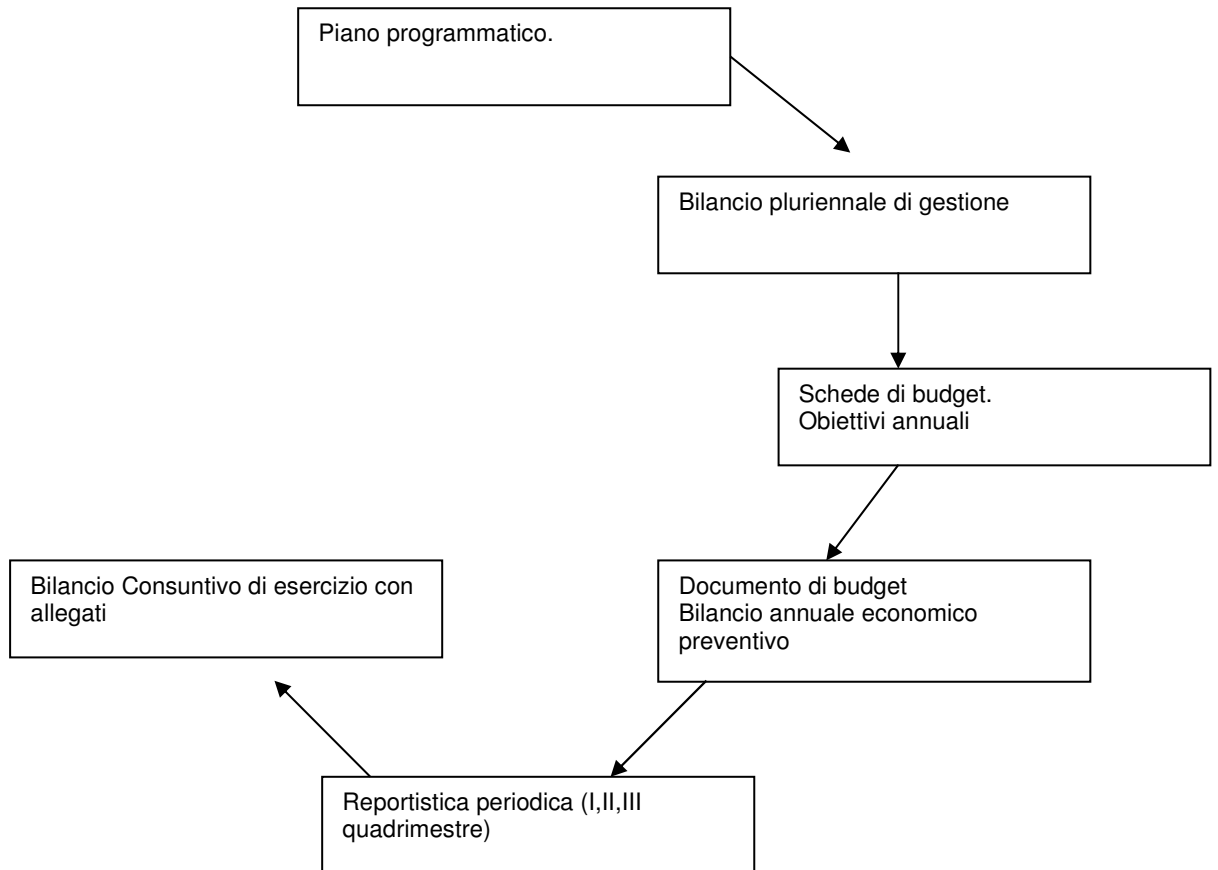 Piano programmatico.
Bilancio pluriennale di gestione
Schede di budget.
Obiettivi annuali
Documento di budget
Bilancio annuale economico
preventivo
Reportistica periodica (I,II,III
quadrimestre)
Bilancio Consuntivo di esercizio con
allegati